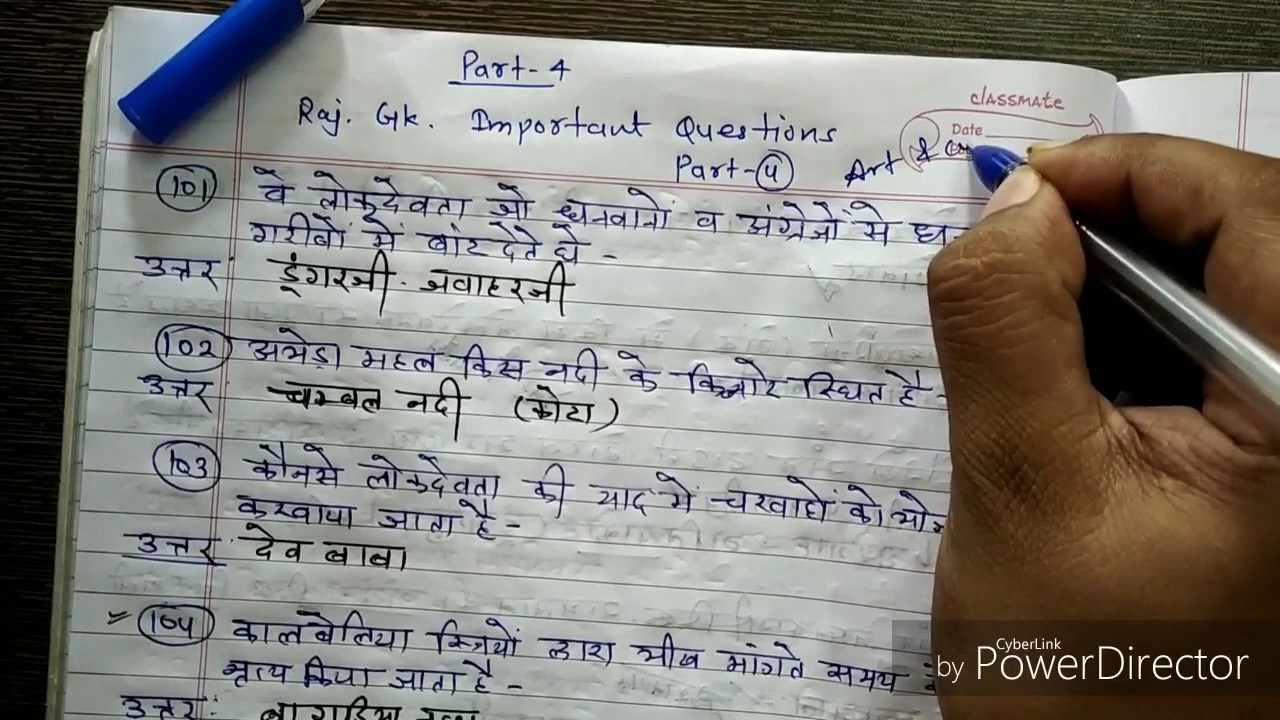 Part-4
classmate
Raj. Gk. Important Questions
Date
Part-4 Art &
101 वे लोकदेवता जो धनवानों व अंग्रेजों से
गरीबों में बांट देते थे -
उत्तर डूंगरजी-जवाहरजी
102 अभेड़ा महल किस नदी के किनारे स्थित है -
उत्तर चम्बल नदी (कोटा)
103 कौनसे लोकदेवता की याद में चरवाहों को
करवाया जाता है -
उत्तर देव बाबा
104 कालबेलिया स्त्रियों द्वारा भीख मांगते समय
नृत्य किया जाता है -
उत्तर:
CyberLink
by PowerDirector